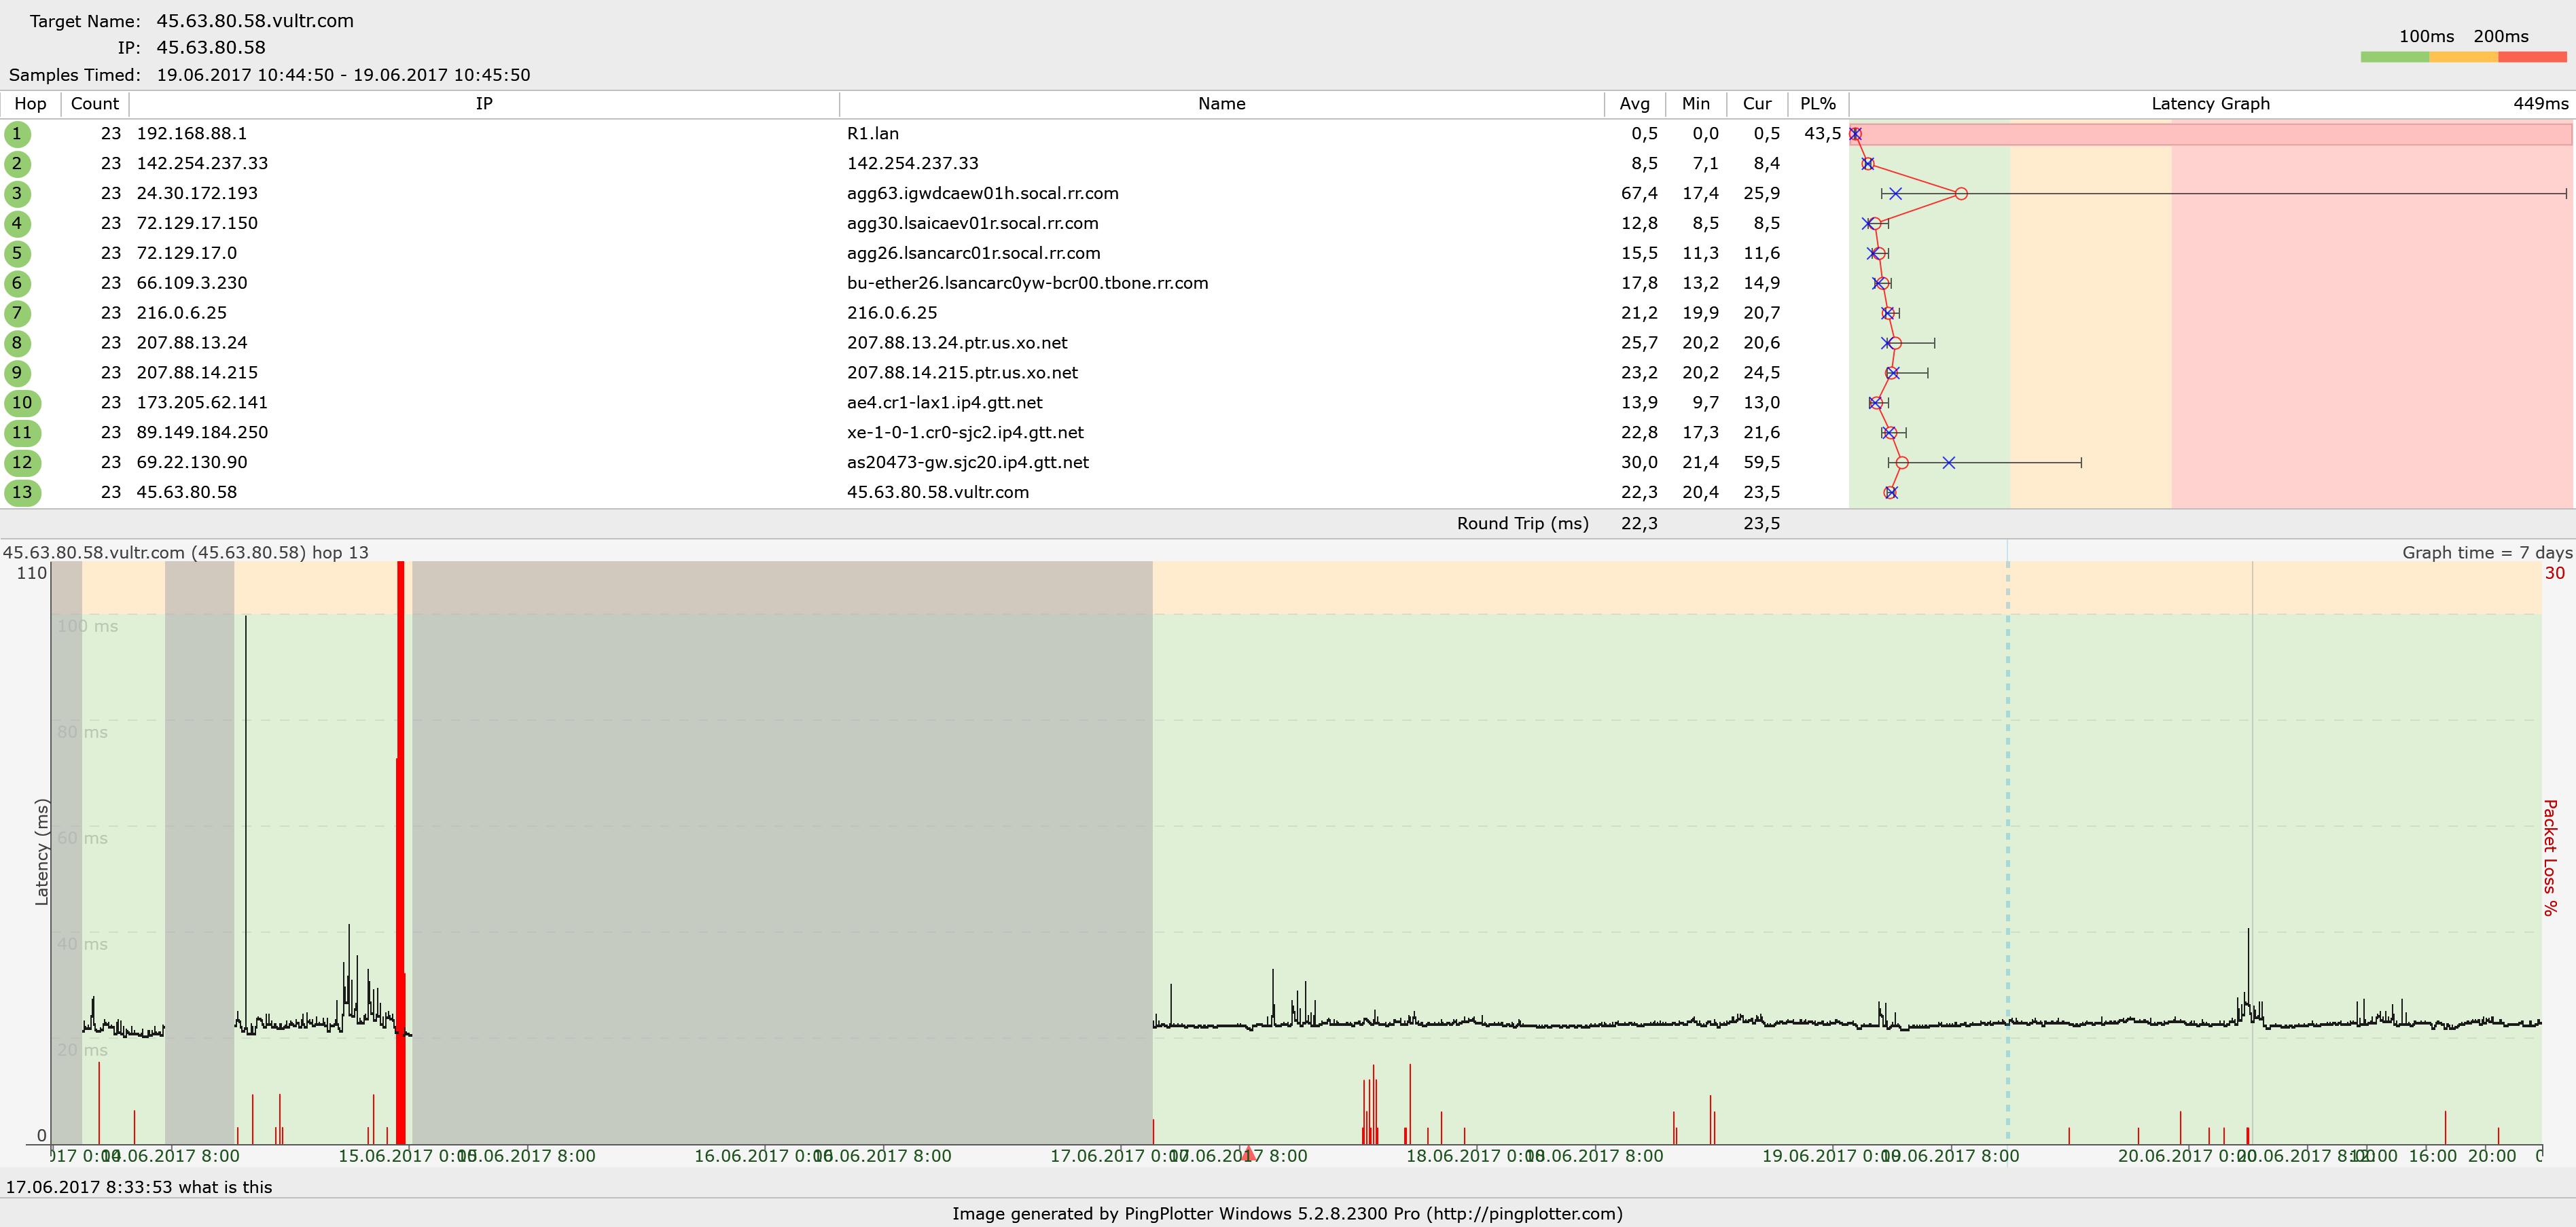 Target Name: 45.63.80.58.vultr.com
IP: 45.63.80.58
Samples Timed: 19.06.2017 10:44:50 - 19.06.2017 10:45:50
100ms 200ms
Hop Count IP Name Avg Min Cur PL% Latency Graph 449ms
1 23 192.168.88.1 R1.lan 0,5 0,0 0,5 43,5
2 23 142.254.237.33 142.254.237.33 8,5 7,1 8,4
3 23 24.30.172.193 agg63.igwdcaew01h.socal.rr.com 67,4 17,4 25,9
4 23 72.129.17.150 agg30.lsaicaev01r.socal.rr.com 12,8 8,5 8,5
5 23 72.129.17.0 agg26.lsancarc01r.socal.rr.com 15,5 11,3 11,6
6 23 66.109.3.230 bu-ether26.lsancarc0yw-bcr00.tbone.rr.com 17,8 13,2 14,9
7 23 216.0.6.25 216.0.6.25 21,2 19,9 20,7
8 23 207.88.13.24 207.88.13.24.ptr.us.xo.net 25,7 20,2 20,6
9 23 207.88.14.215 207.88.14.215.ptr.us.xo.net 23,2 20,2 24,5
10 23 173.205.62.141 ae4.cr1-lax1.ip4.gtt.net 13,9 9,7 13,0
11 23 89.149.184.250 xe-1-0-1.cr0-sjc2.ip4.gtt.net 22,8 17,3 21,6
12 23 69.22.130.90 as20473-gw.sjc20.ip4.gtt.net 30,0 21,4 59,5
13 23 45.63.80.58 45.63.80.58.vultr.com 22,3 20,4 23,5
Round Trip (ms) 22,3 23,5
45.63.80.58.vultr.com (45.63.80.58) hop 13 Graph time = 7 days
110 30
100 ms
80 ms
60 ms
40 ms
20 ms
0
Latency (ms)
Packet Loss %
14.06.2017 8:00 15.06.2017 0:00 15.06.2017 8:00 16.06.2017 0:00 16.06.2017 8:00 17.06.2017 0:00 17.06.2017 8:00 18.06.2017 0:00 18.06.2017 8:00 19.06.2017 0:00 19.06.2017 8:00 20.06.2017 0:00 20.06.2017 8:00 12:00 16:00 20:00
17.06.2017 8:33:53 what is this
Image generated by PingPlotter Windows 5.2.8.2300 Pro (http://pingplotter.com)